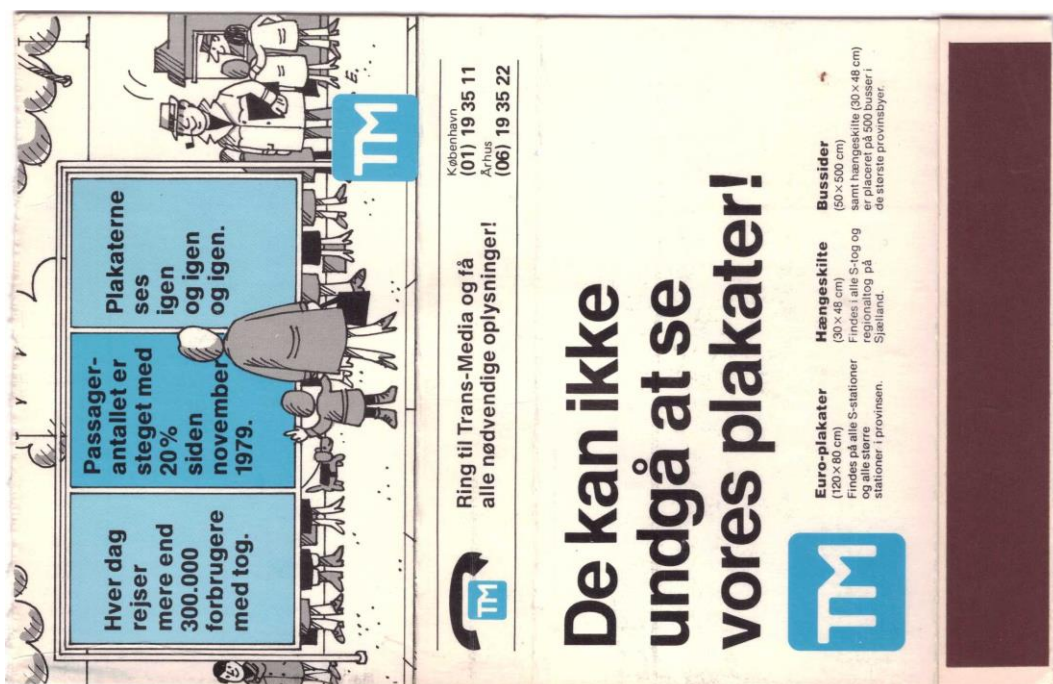 Hver dag
rejser
mere end
300.000
forbrugere
med tog.
Passager-
antallet er
steget med
20%
siden
november
1979.
Plakaterne
ses
igen
og igen
og igen.
TM
TM
Ring til Trans-Media og få
alle nødvendige oplysninger!
København
(01) 19 35 11
Århus
(06) 19 35 22
De kan ikke
undgå at se
vores plakater!
TM
Euro-plakater
(120 × 80 cm)
Findes på alle S-stationer
og alle større
stationer i provinsen.
Hængeskilte
(30 × 48 cm)
Findes i alle S-tog og
regionaltog på
Sjælland.
Bussider
(50 × 500 cm)
samt hængeskilte (30 × 48 cm)
er placeret på 500 busser i
de største provinsbyer.